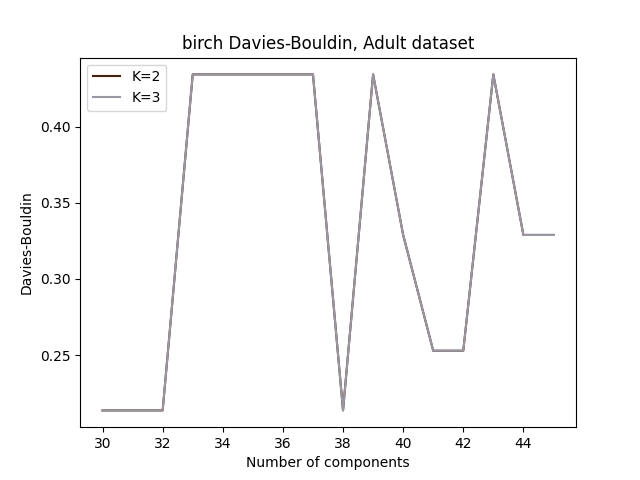 birch Davies-Bouldin, Adult dataset
K=2
K=3
0.40
0.35
0.30
0.25
Davies-Bouldin
30 32 34 36 38 40 42 44
Number of components